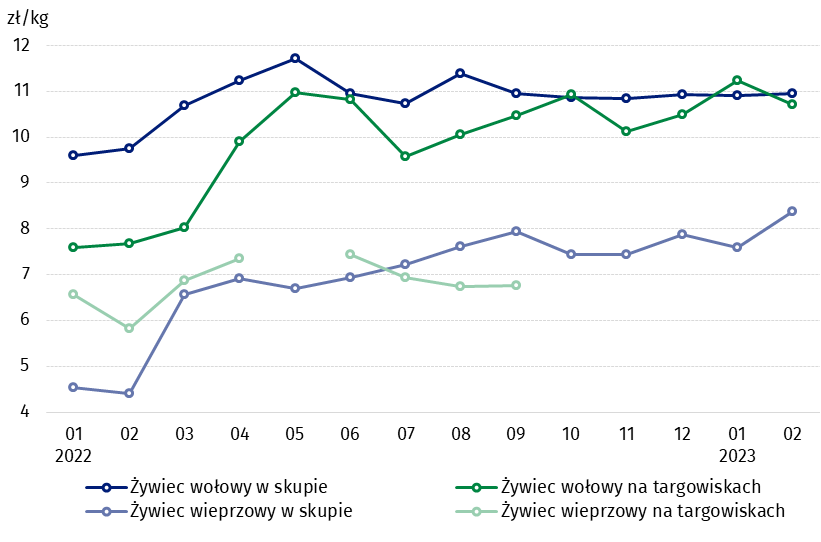 zł/kg
12
11
10
9
8
7
6
5
4
01 02 03 04 05 06 07 08 09 10 11 12 01 02
2022 2023
Żywiec wołowy w skupie Żywiec wołowy na targowiskach
Żywiec wieprzowy w skupie Żywiec wieprzowy na targowiskach